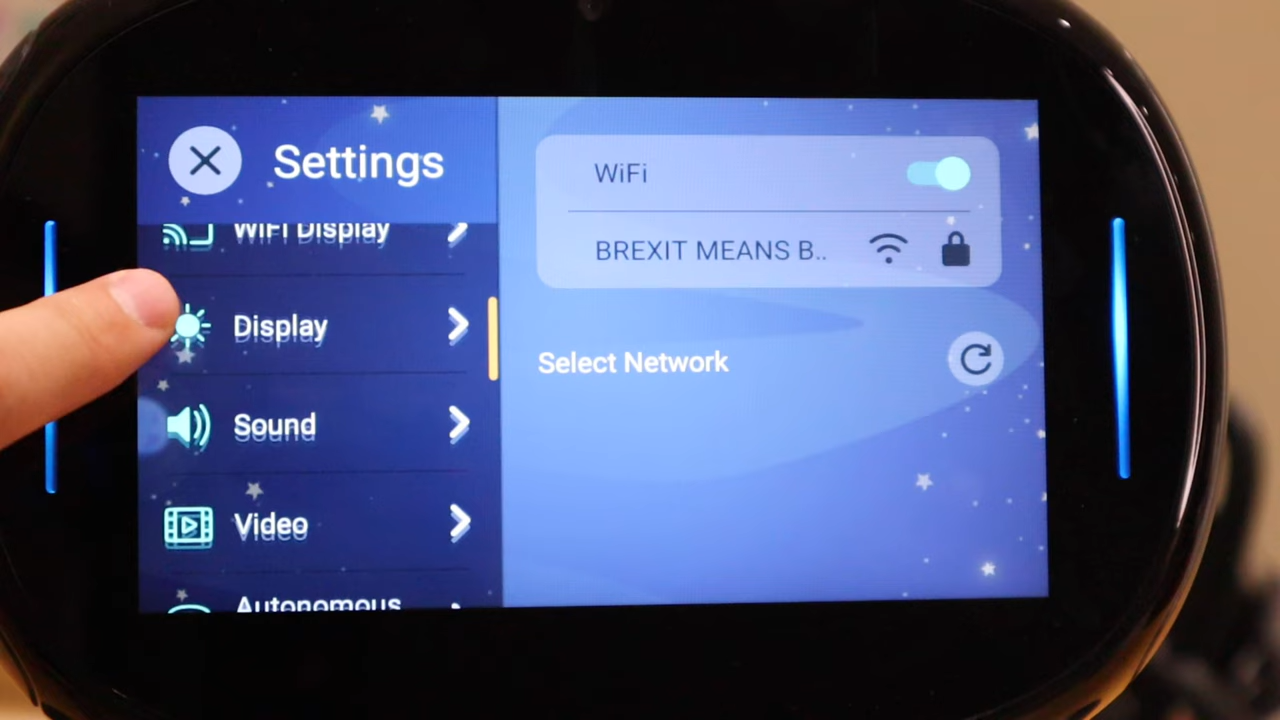 Settings
WiFi Display
Display
Sound
Video
Autonomous
WiFi
BREXIT MEANS B..
Select Network